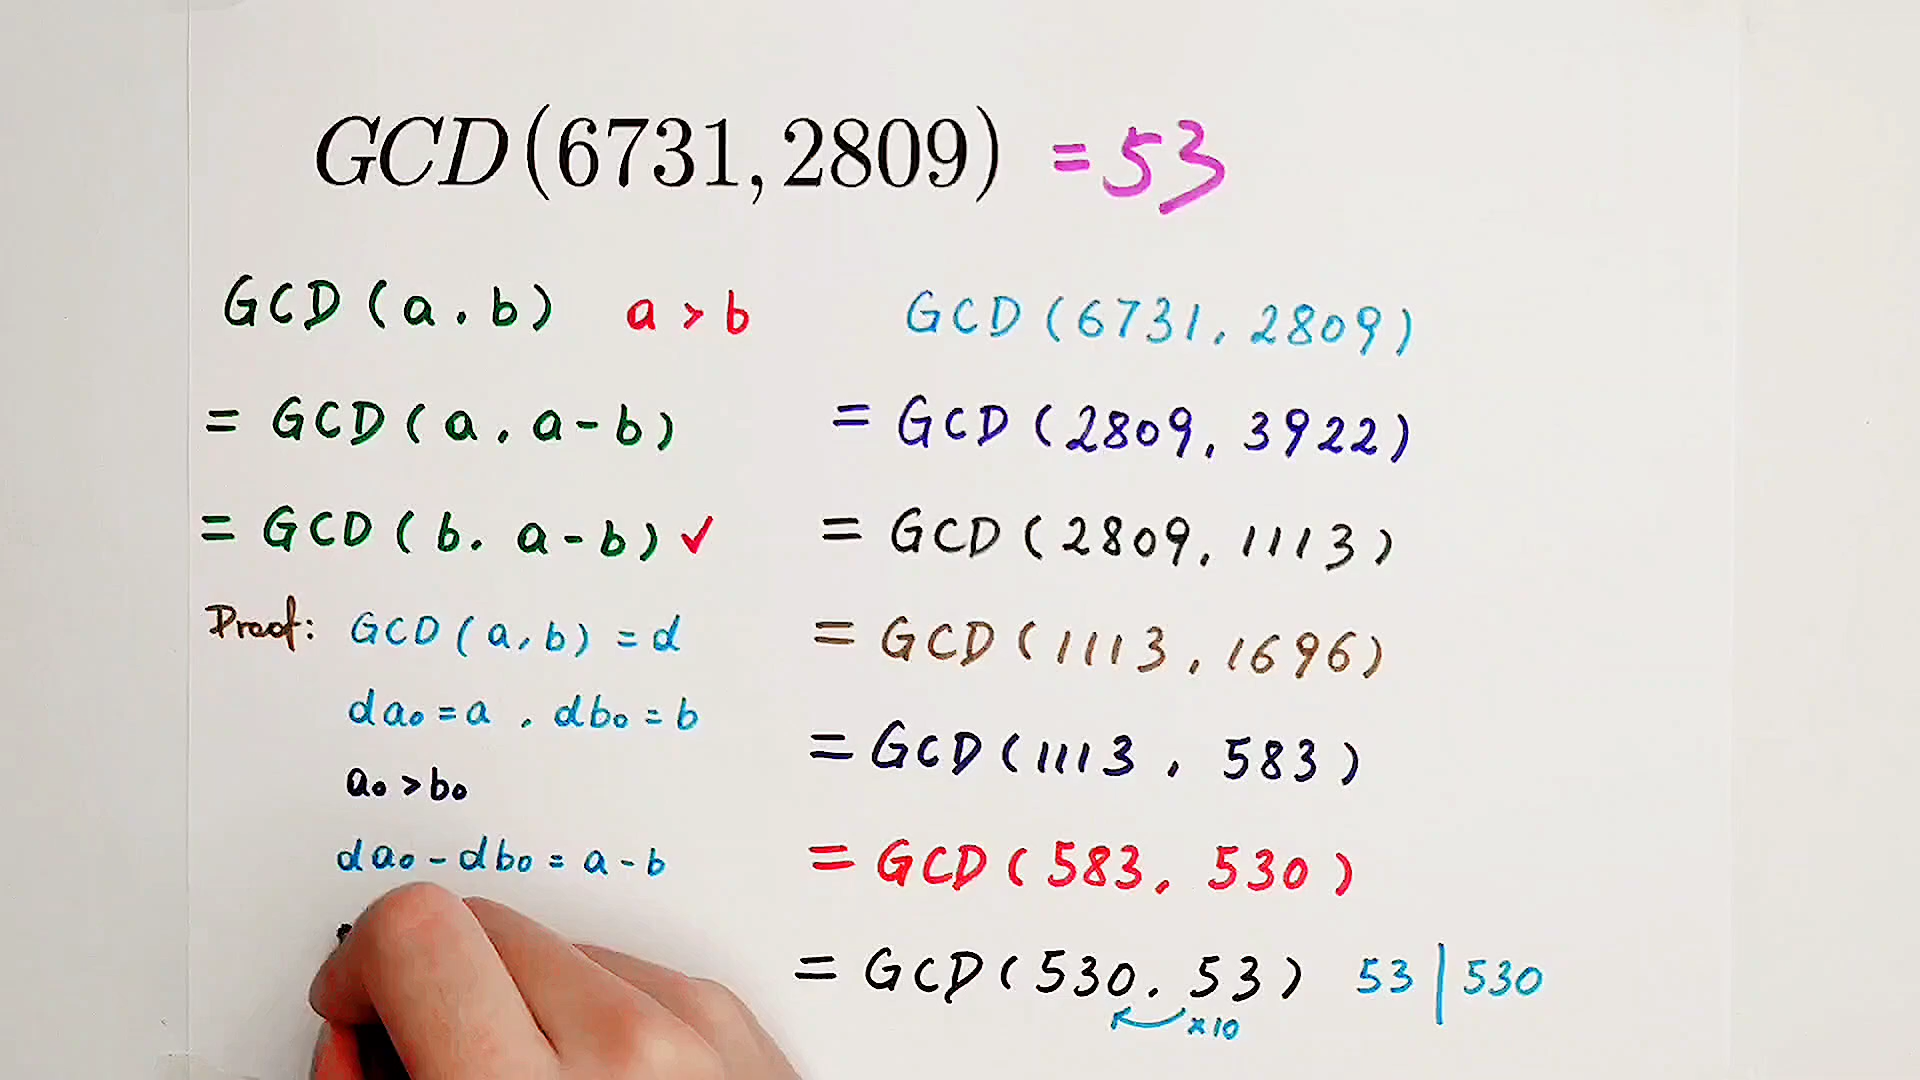 GCD(6731, 2809) = 53
GCD(a, b) a > b
= GCD(a, a-b)
= GCD(b, a-b) ✓
Proof: GCD(a, b) = d
da₀ = a, db₀ = b
a₀ > b₀
da₀ - db₀ = a - b
GCD(6731, 2809)
= GCD(2809, 3922)
= GCD(2809, 1113)
= GCD(1113, 1696)
= GCD(1113, 583)
= GCD(583, 530)
= GCD(530, 53) 53 | 530
×10